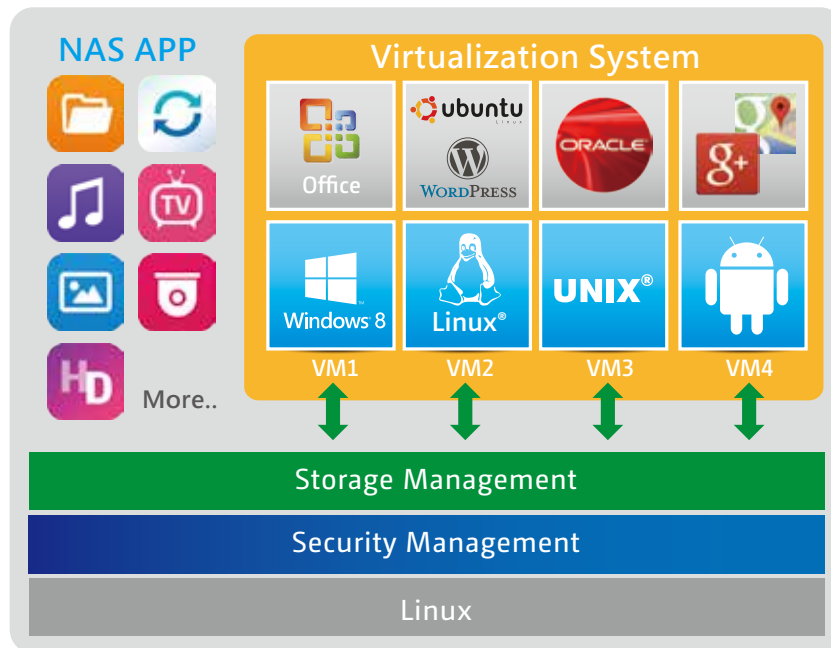 NAS APP
Virtualization System
Office
ubuntu
Linux
WORDPRESS
ORACLE
g+
g
TV
Windows 8
Linux®
UNIX®
HD
More..
VM1
VM2
VM3
VM4
Storage Management
Security Management
Linux